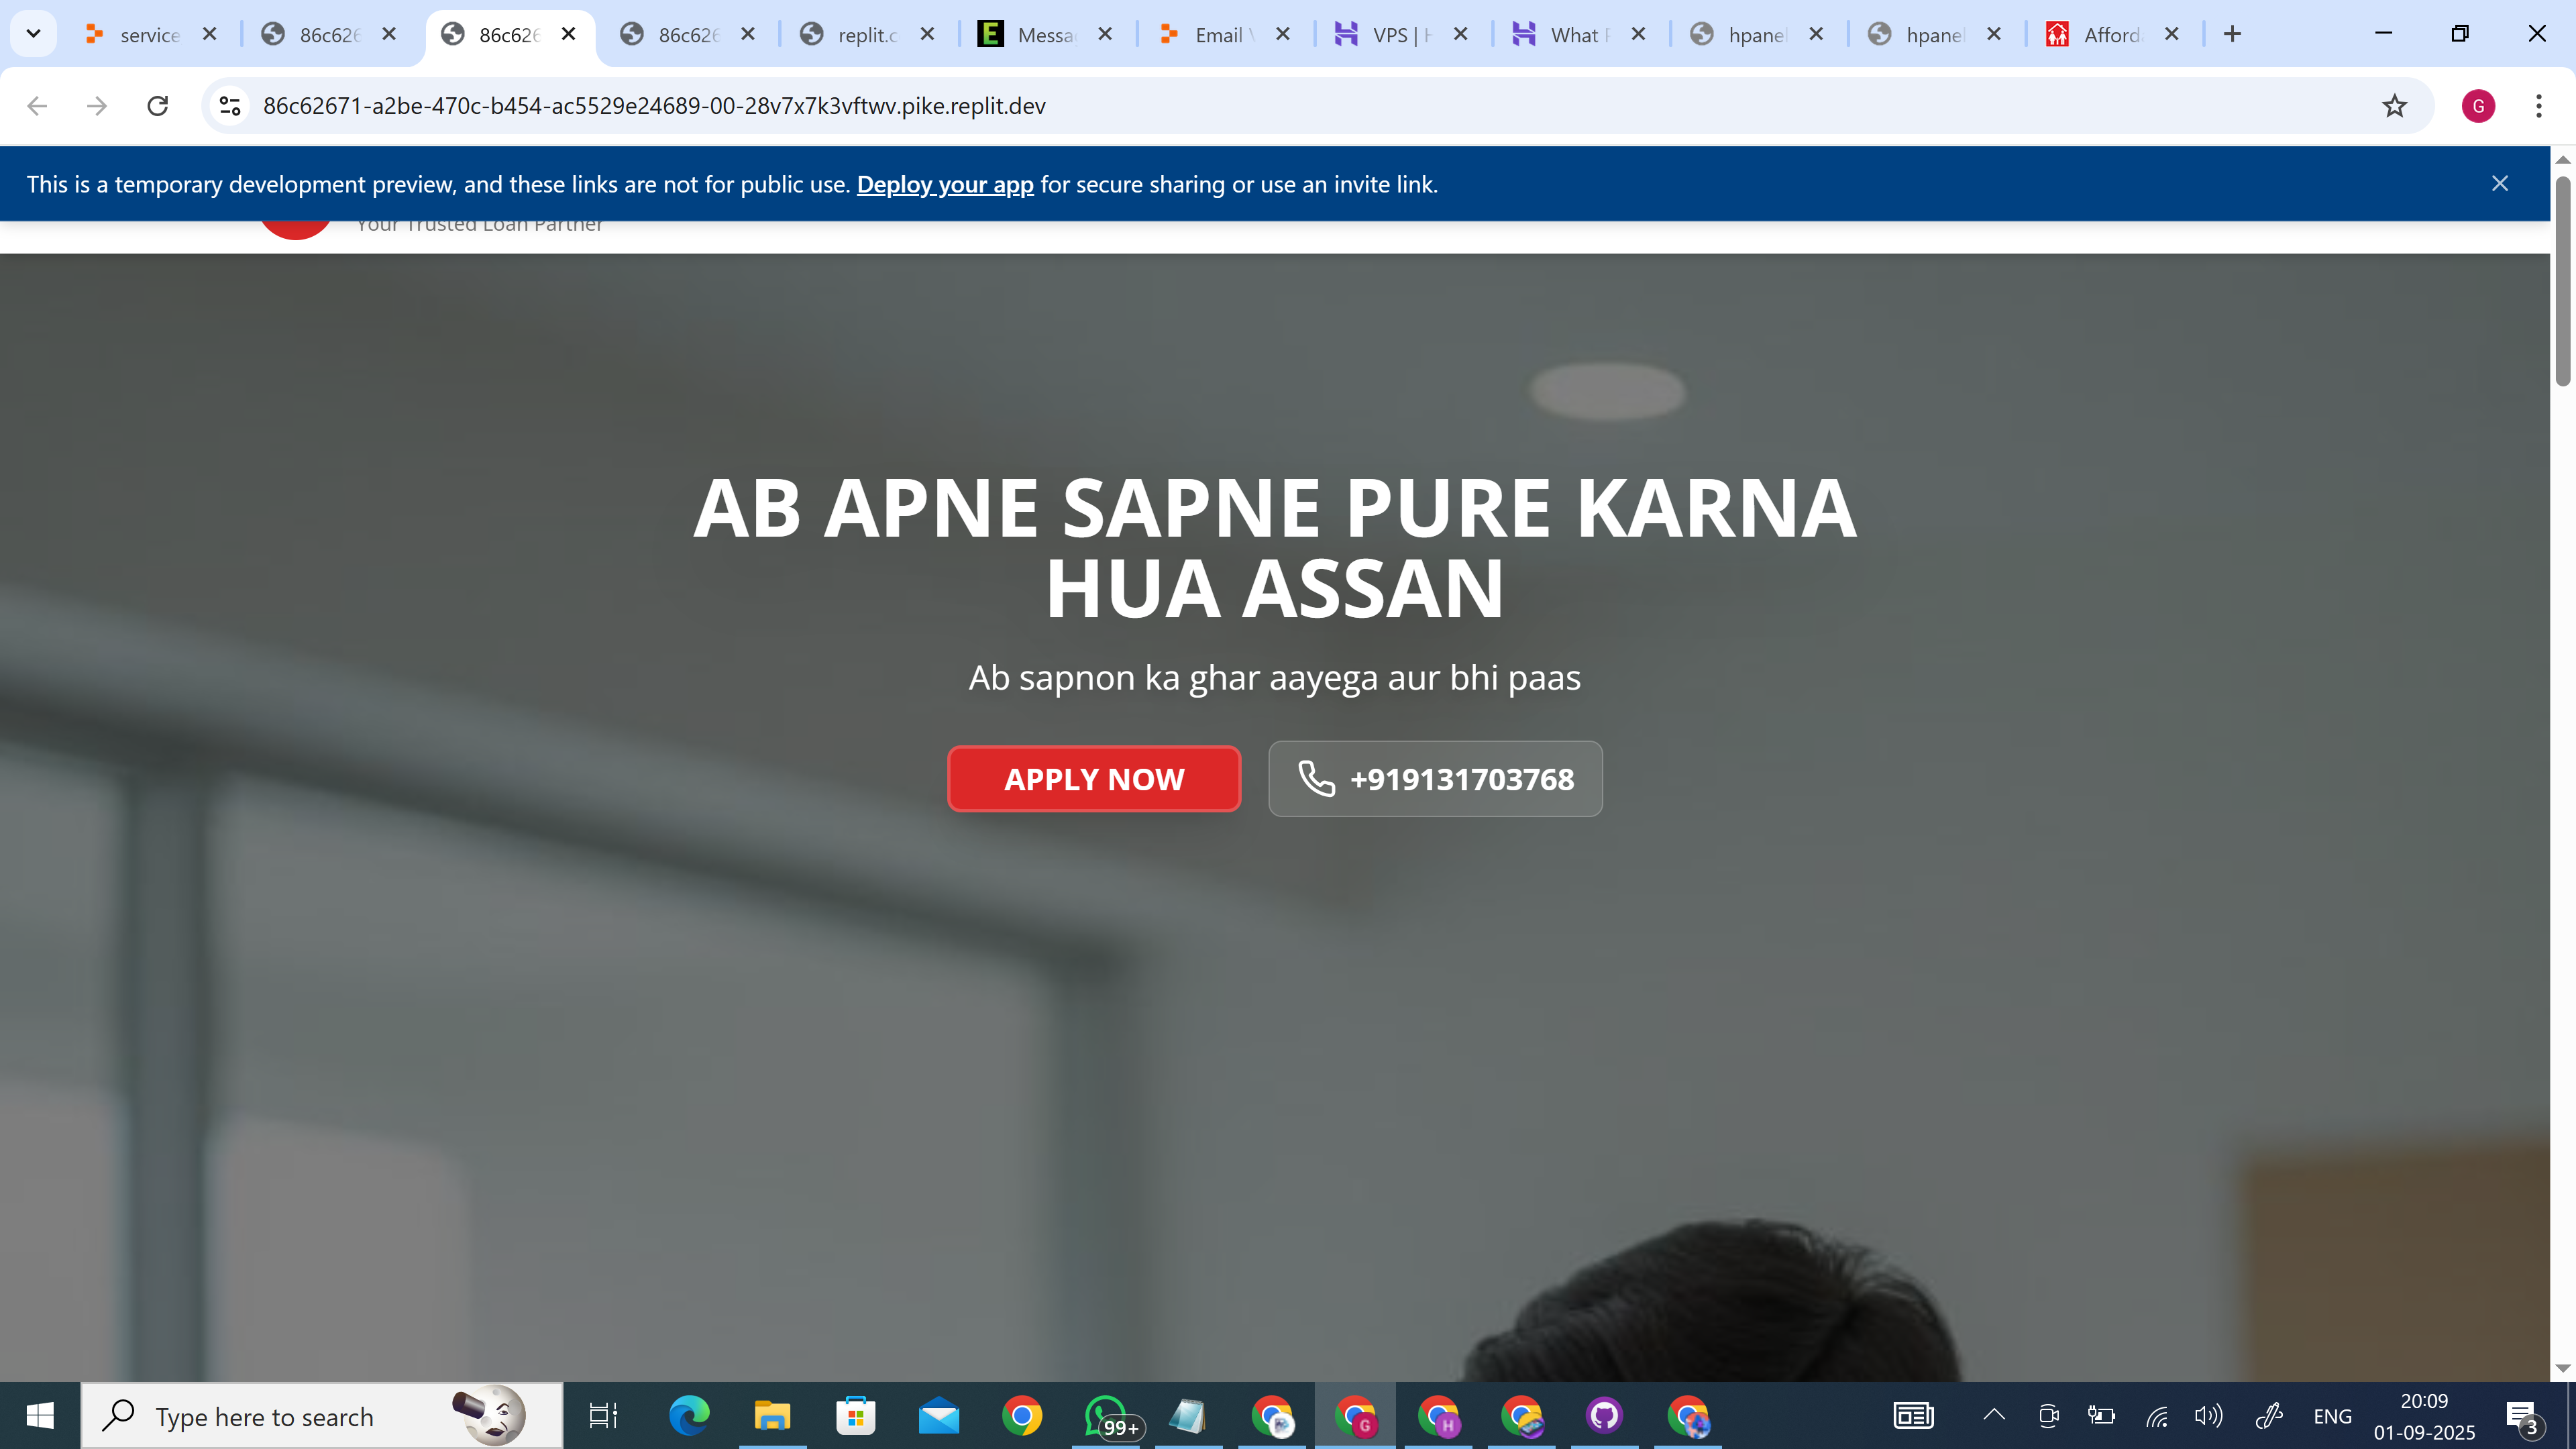 service
86c626
86c626
86c626
replit.c
Messa
Email
VPS |
What
hpanel
hpanel
Afford
86c62671-a2be-470c-b454-ac5529e24689-00-28v7x7k3vftwv.pike.replit.dev
G
This is a temporary development preview, and these links are not for public use. Deploy your app for secure sharing or use an invite link.
Your Trusted Loan Partner
AB APNE SAPNE PURE KARNA
HUA ASSAN
Ab sapnon ka ghar aayega aur bhi paas
APPLY NOW
+919131703768
Type here to search
99+
G
H
ENG
20:09
01-09-2025
3